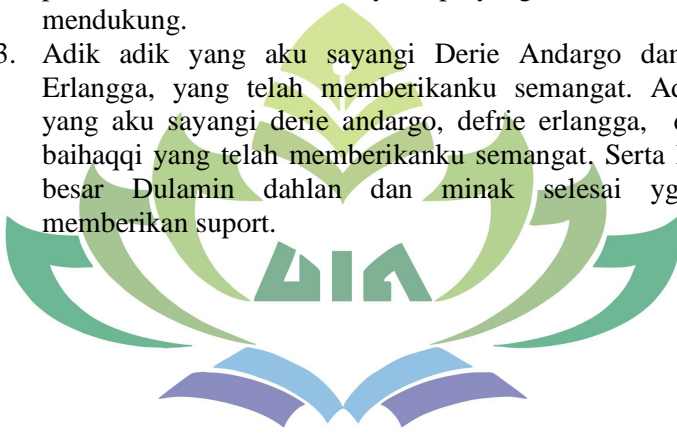 mendukung.
3. Adik adik yang aku sayangi Derie Andargo dan
Erlangga, yang telah memberikanku semangat.
yang aku sayangi derie andargo, defrie erlangga,
baihaqqi yang telah memberikanku semangat. Serta
besar Dulamin dahlan dan minak selesai yg
memberikan suport.
UIN